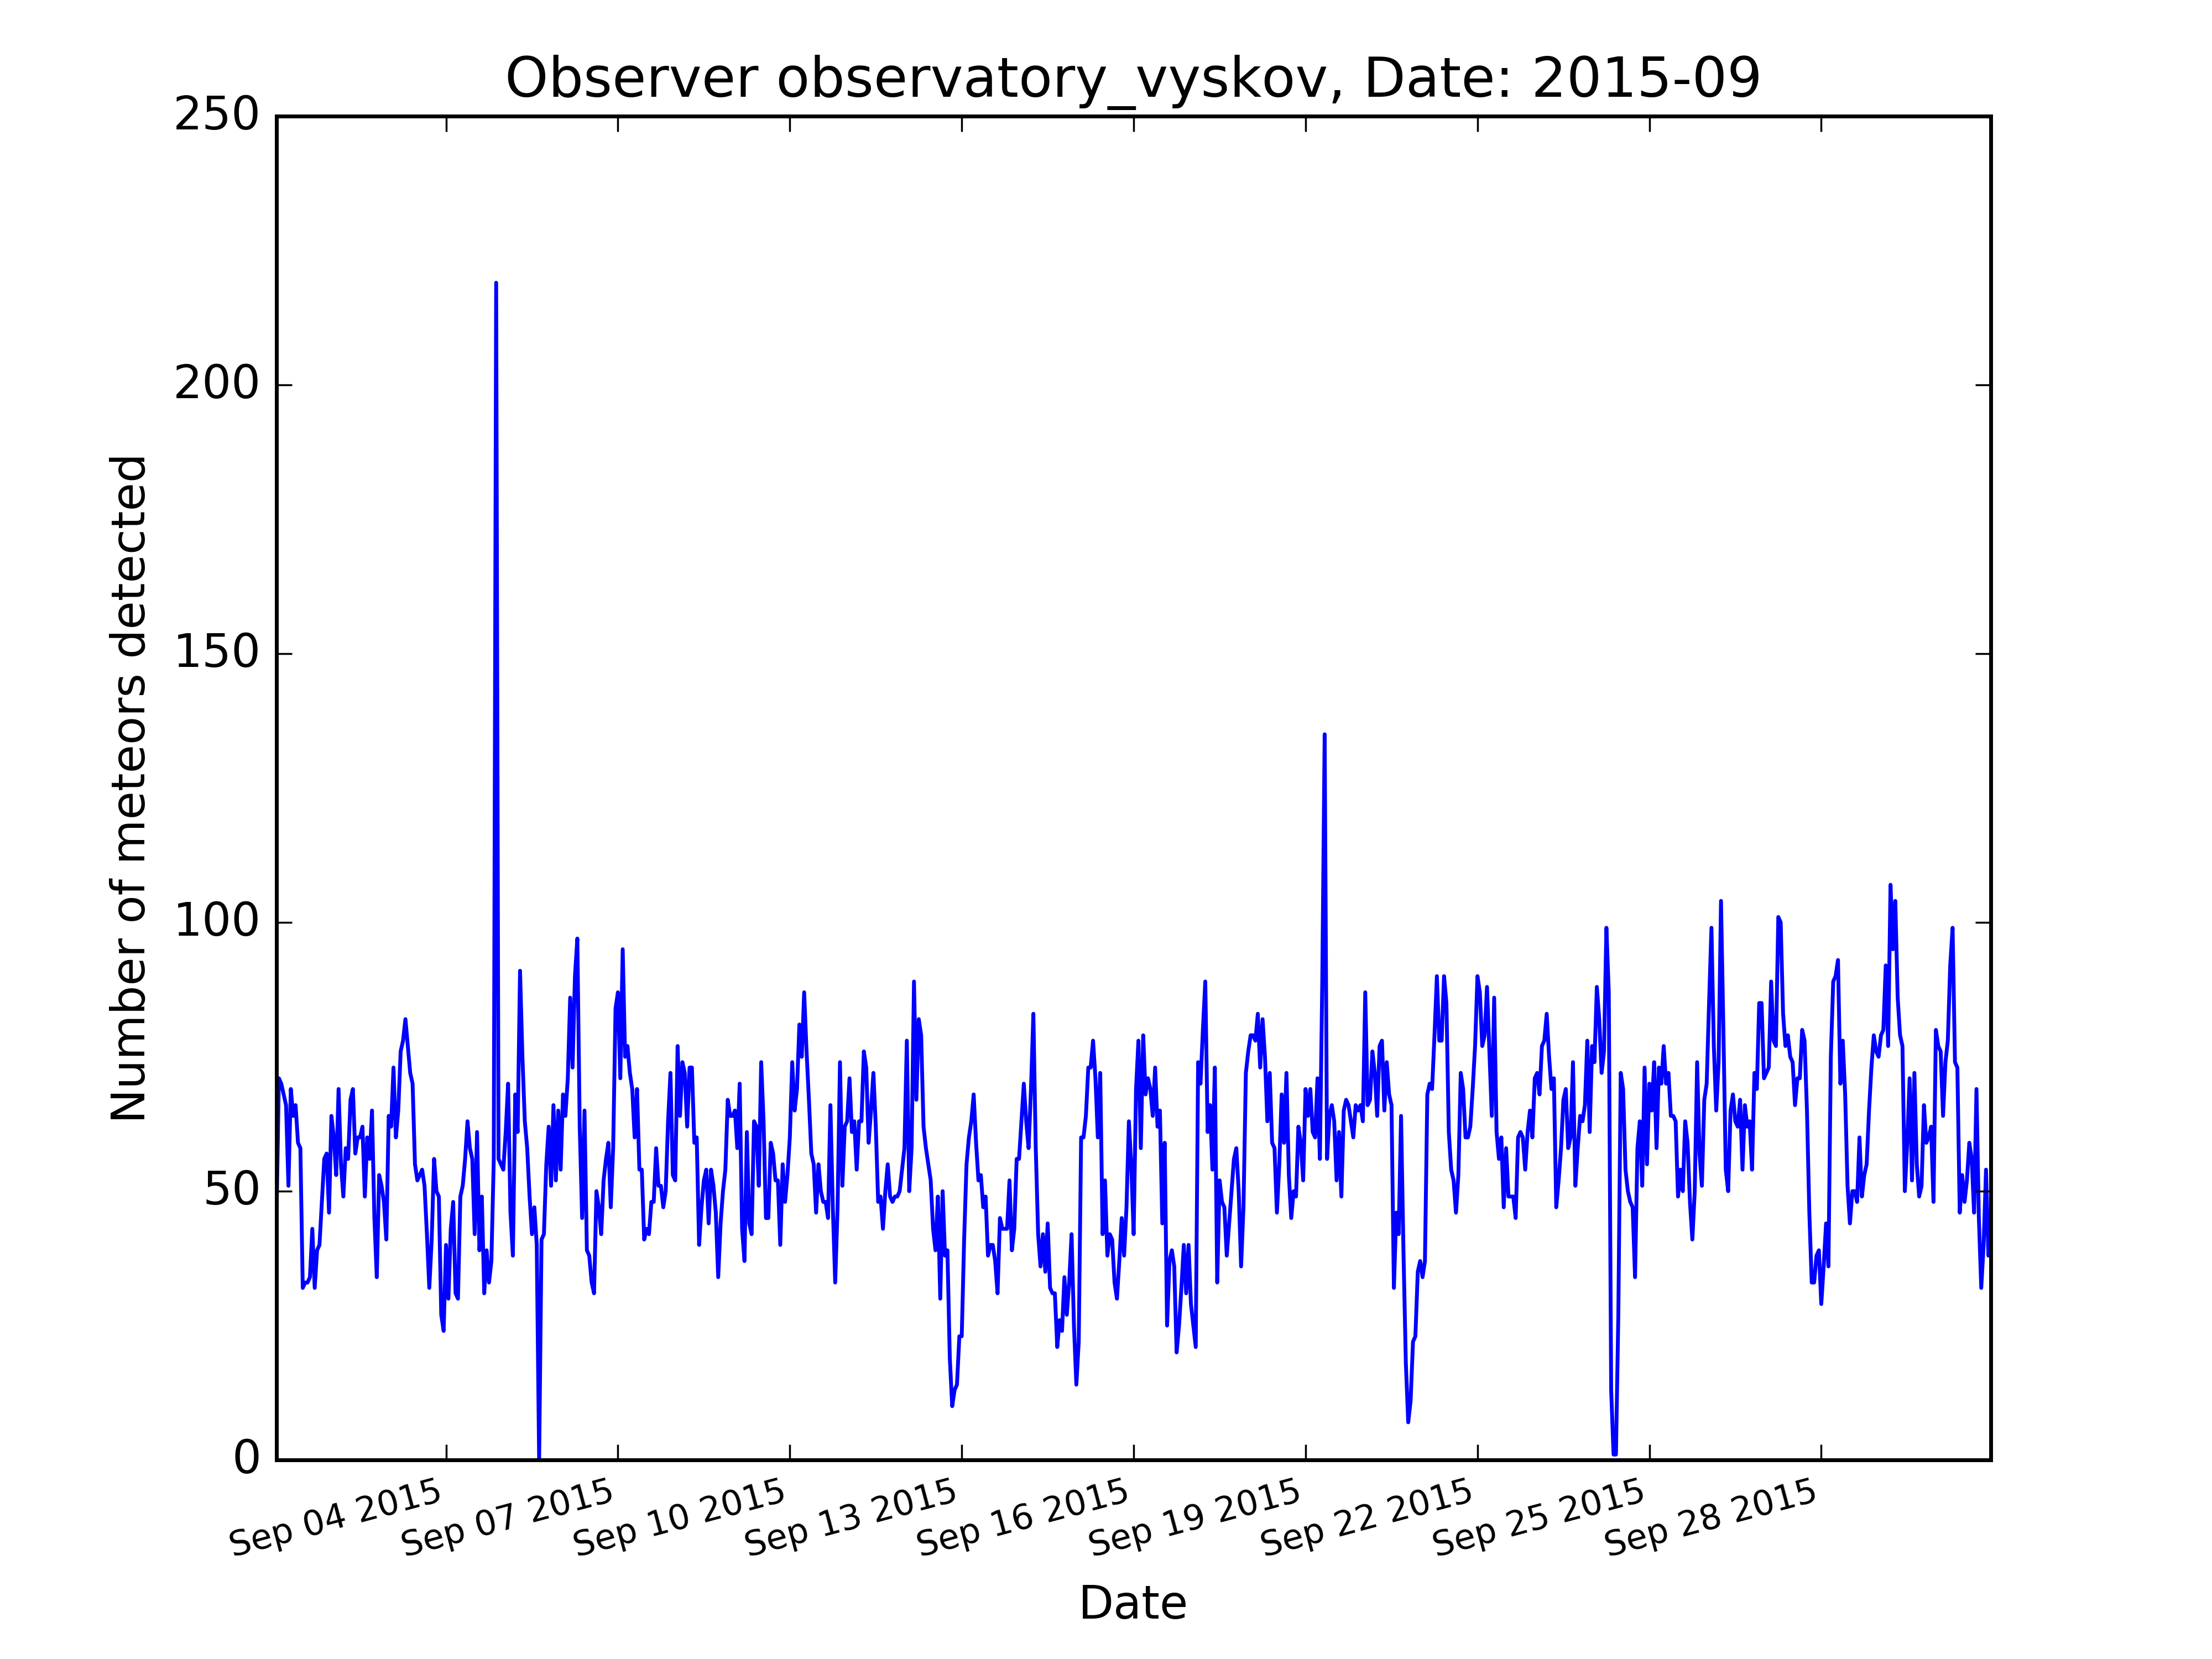 Observer observatory_vyskov, Date: 2015-09
Number of meteors detected
250
200
150
100
50
0
Sep 04 2015
Sep 07 2015
Sep 10 2015
Sep 13 2015
Sep 16 2015
Sep 19 2015
Sep 22 2015
Sep 25 2015
Sep 28 2015
Date